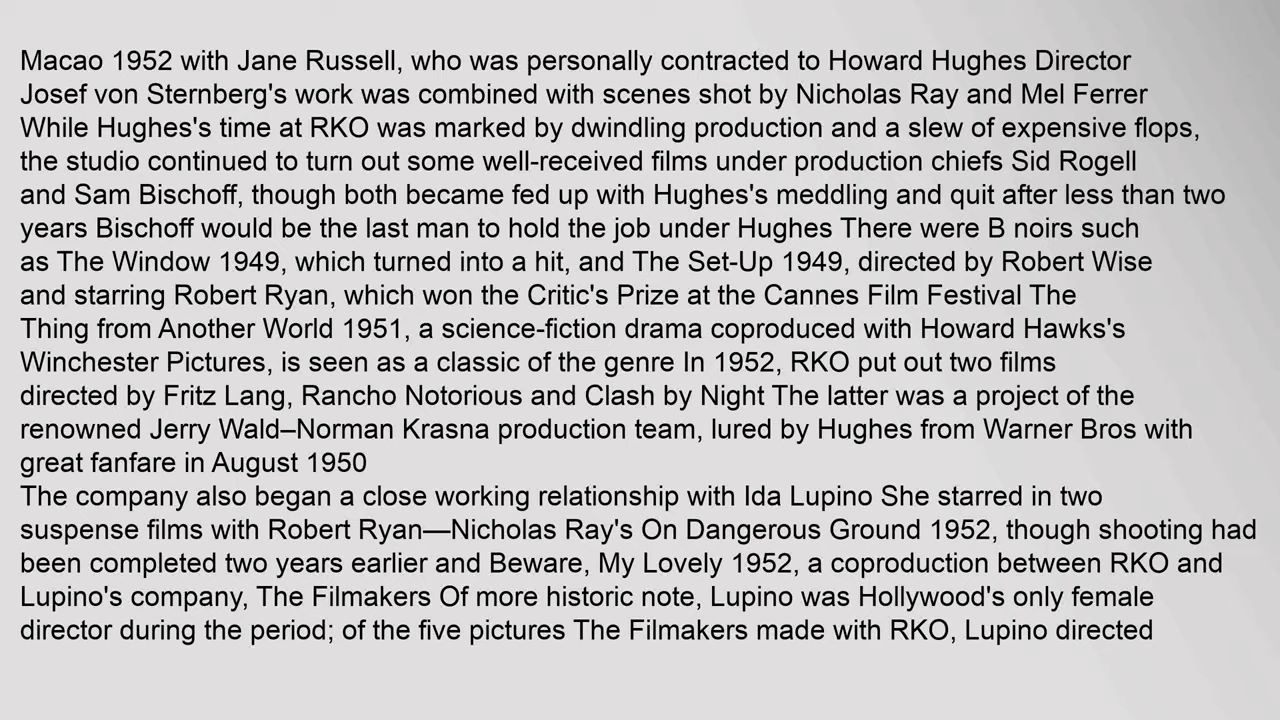 Macao 1952 with Jane Russell, who was personally contracted to Howard Hughes Director
Josef von Sternberg's work was combined with scenes shot by Nicholas Ray and Mel Ferrer
While Hughes's time at RKO was marked by dwindling production and a slew of expensive flops,
the studio continued to turn out some well-received films under production chiefs Sid Rogell
and Sam Bischoff, though both became fed up with Hughes's meddling and quit after less than two
years Bischoff would be the last man to hold the job under Hughes There were B noirs such
as The Window 1949, which turned into a hit, and The Set-Up 1949, directed by Robert Wise
and starring Robert Ryan, which won the Critic's Prize at the Cannes Film Festival The
Thing from Another World 1951, a science-fiction drama coproduced with Howard Hawks's
Winchester Pictures, is seen as a classic of the genre In 1952, RKO put out two films
directed by Fritz Lang, Rancho Notorious and Clash by Night The latter was a project of the
renowned Jerry Wald–Norman Krasna production team, lured by Hughes from Warner Bros with
great fanfare in August 1950
The company also began a close working relationship with Ida Lupino She starred in two
suspense films with Robert Ryan—Nicholas Ray's On Dangerous Ground 1952, though shooting had
been completed two years earlier and Beware, My Lovely 1952, a coproduction between RKO and
Lupino's company, The Filmakers Of more historic note, Lupino was Hollywood's only female
director during the period; of the five pictures The Filmakers made with RKO, Lupino directed